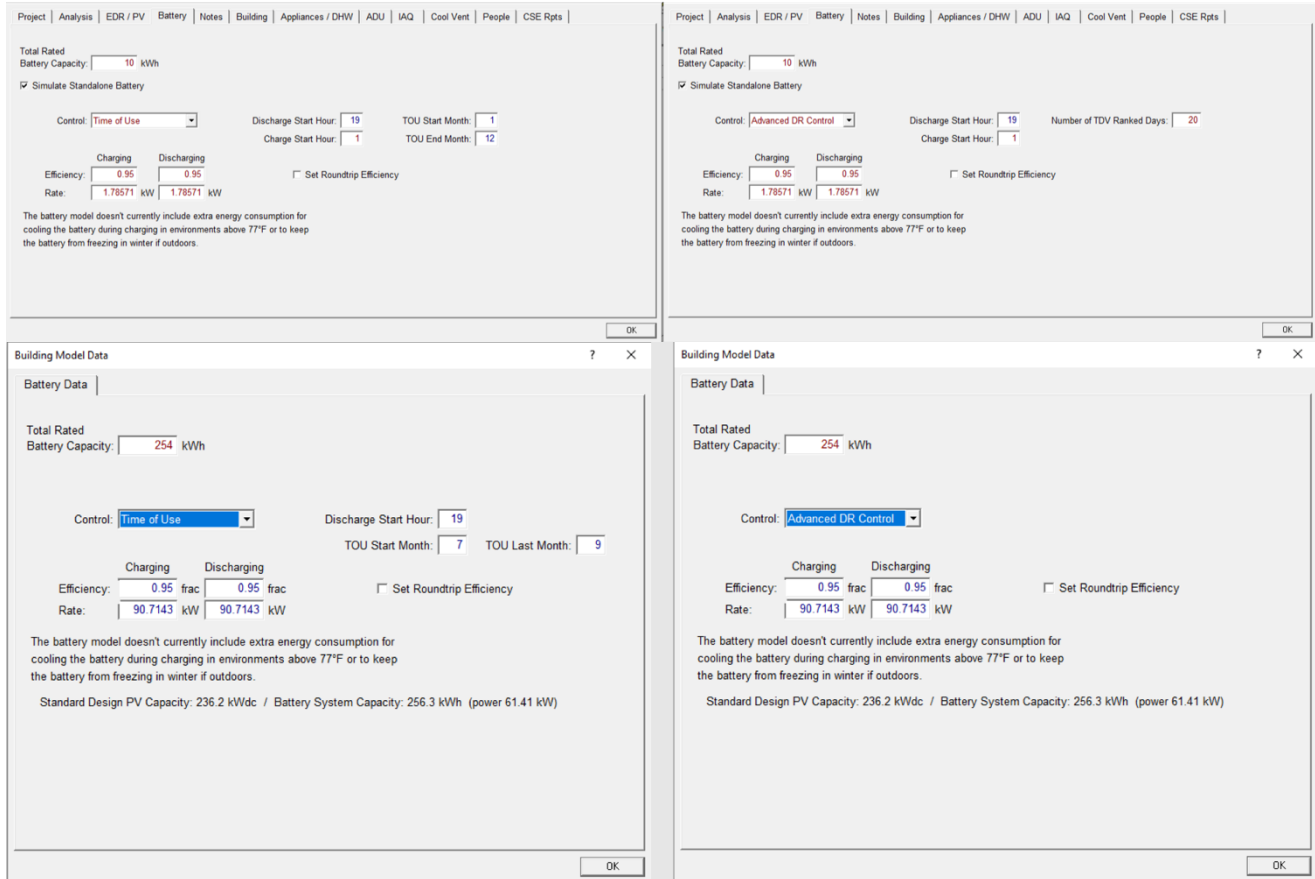 Project | Analysis | EDR / PV | Battery | Notes | Building | Appliances / DHW | ADU | IAQ | Cool Vent | People | CSE Rpts |
Total Rated
Battery Capacity: 10 kWh
Simulate Standalone Battery
Control: Time of Use Discharge Start Hour: 19 TOU Start Month: 1
Charge Start Hour: 1 TOU End Month: 12
Charging Discharging
Efficiency: 0.95 0.95 Set Roundtrip Efficiency
Rate: 1.78571 kW 1.78571 kW
The battery model doesn't currently include extra energy consumption for
cooling the battery during charging in environments above 77°F or to keep
the battery from freezing in winter if outdoors.
OK
Project | Analysis | EDR / PV | Battery | Notes | Building | Appliances / DHW | ADU | IAQ | Cool Vent | People | CSE Rpts |
Total Rated
Battery Capacity: 10 kWh
Simulate Standalone Battery
Control: Advanced DR Control Discharge Start Hour: 19 Number of TDV Ranked Days: 20
Charge Start Hour: 1
Charging Discharging
Efficiency: 0.95 0.95 Set Roundtrip Efficiency
Rate: 1.78571 kW 1.78571 kW
The battery model doesn't currently include extra energy consumption for
cooling the battery during charging in environments above 77°F or to keep
the battery from freezing in winter if outdoors.
OK
Building Model Data ? ×
Battery Data
Total Rated
Battery Capacity: 254 kWh
Control: Time of Use Discharge Start Hour: 19
TOU Start Month: 7 TOU Last Month: 9
Charging Discharging
Efficiency: 0.95 frac 0.95 frac Set Roundtrip Efficiency
Rate: 90.7143 kW 90.7143 kW
The battery model doesn't currently include extra energy consumption for
cooling the battery during charging in environments above 77°F or to keep
the battery from freezing in winter if outdoors.
Standard Design PV Capacity: 236.2 kWdc / Battery System Capacity: 256.3 kWh (power 61.41 kW)
OK
Building Model Data ? ×
Battery Data
Total Rated
Battery Capacity: 254 kWh
Control: Advanced DR Control
Charging Discharging
Efficiency: 0.95 frac 0.95 frac Set Roundtrip Efficiency
Rate: 90.7143 kW 90.7143 kW
The battery model doesn't currently include extra energy consumption for
cooling the battery during charging in environments above 77°F or to keep
the battery from freezing in winter if outdoors.
Standard Design PV Capacity: 236.2 kWdc / Battery System Capacity: 256.3 kWh (power 61.41 kW)
OK